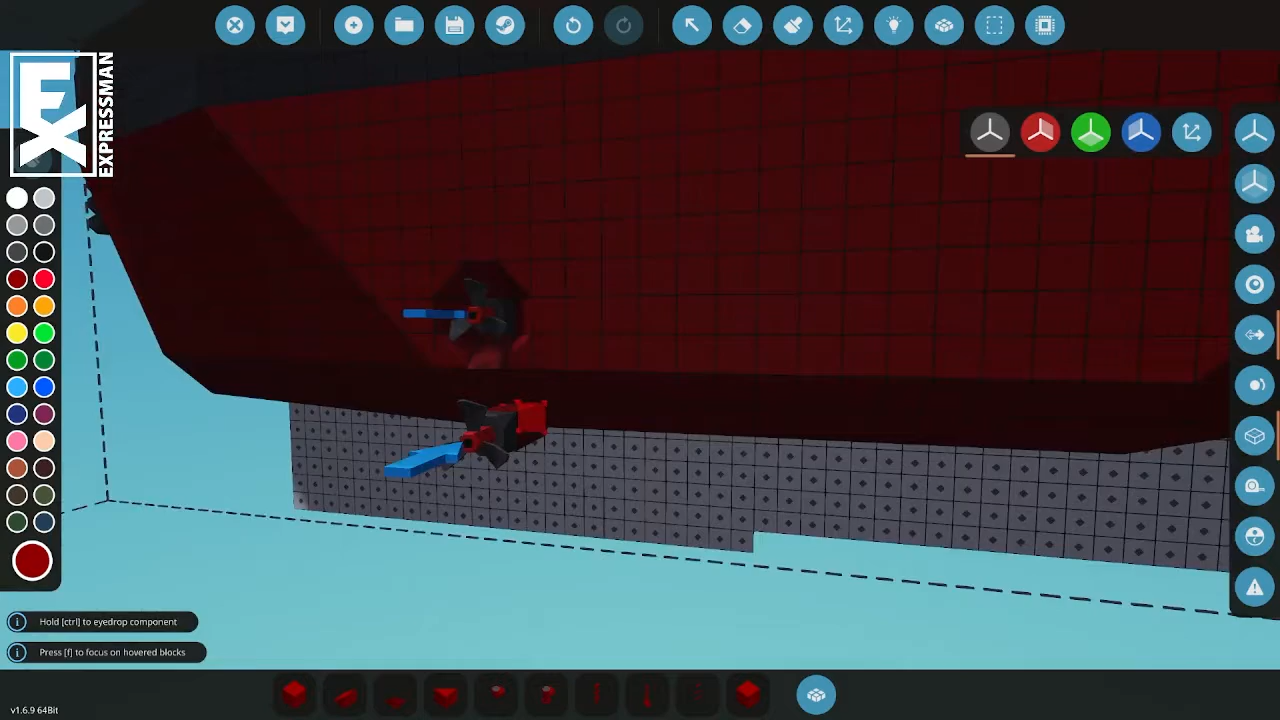 EX
EXPRESSMAN
Hold [ctrl] to eyedrop component
Press [f] to focus on hovered blocks
v1.6.9 64Bit